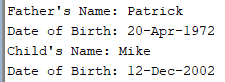 Father's Name: Patrick
Date of Birth: 20-Apr-1972
Child's Name: Mike
Date of Birth: 12-Dec-2002